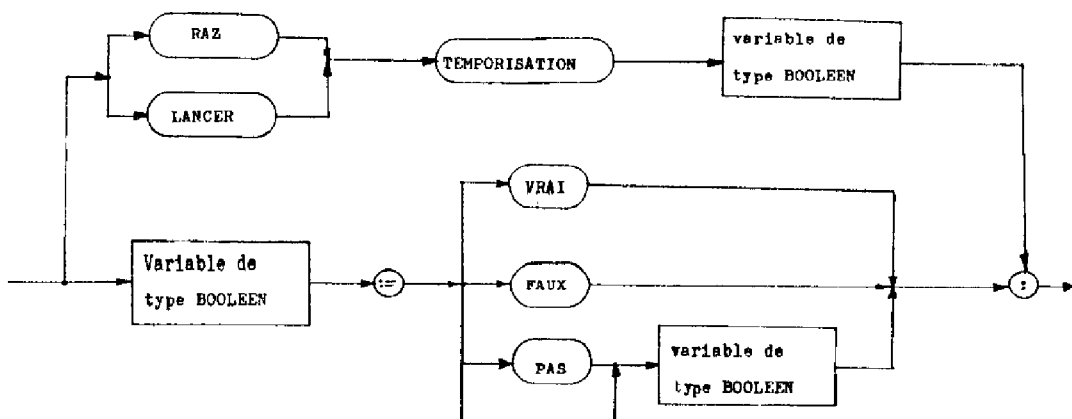 RAZ
LANCER
TEMPORISATION
variable de
type BOOLEEN
VRAI
Variable de
type BOOLEEN
:=
FAUX
;
PAS
variable de
type BOOLEEN